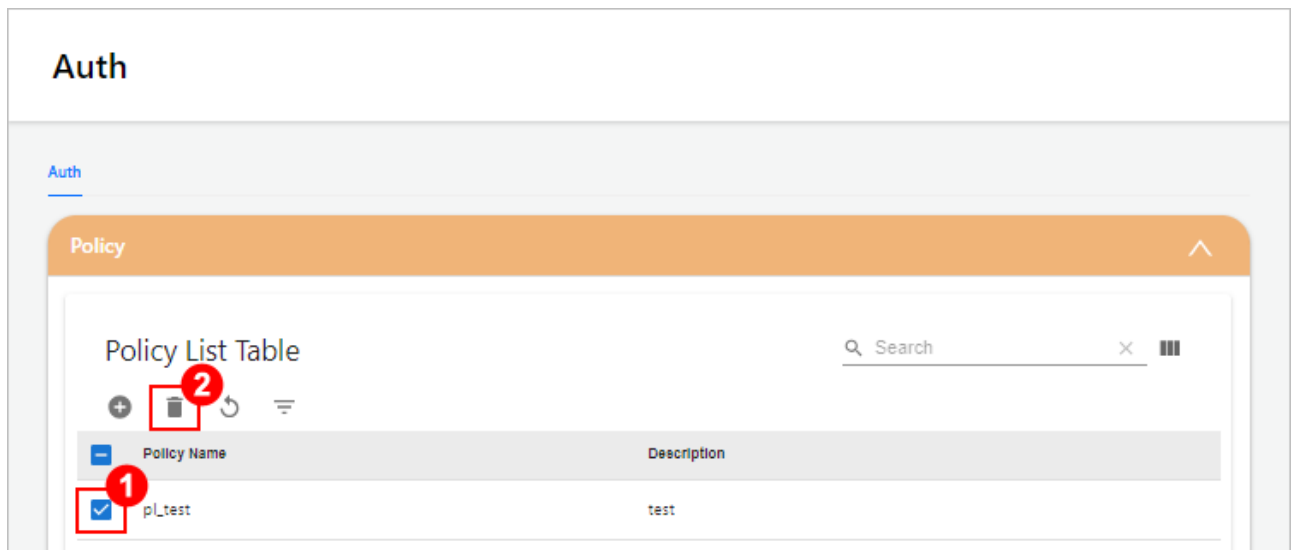 Auth
Auth
Policy
Policy List Table
Search
2
Policy Name Description
1
pl_test test